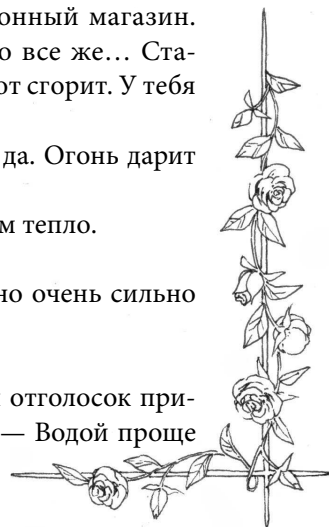 онный магазин.
о все же… Ста-
от сгорит. У тебя
да. Огонь дарит
м тепло.
но очень сильно
отголосок при-
— Водой проще